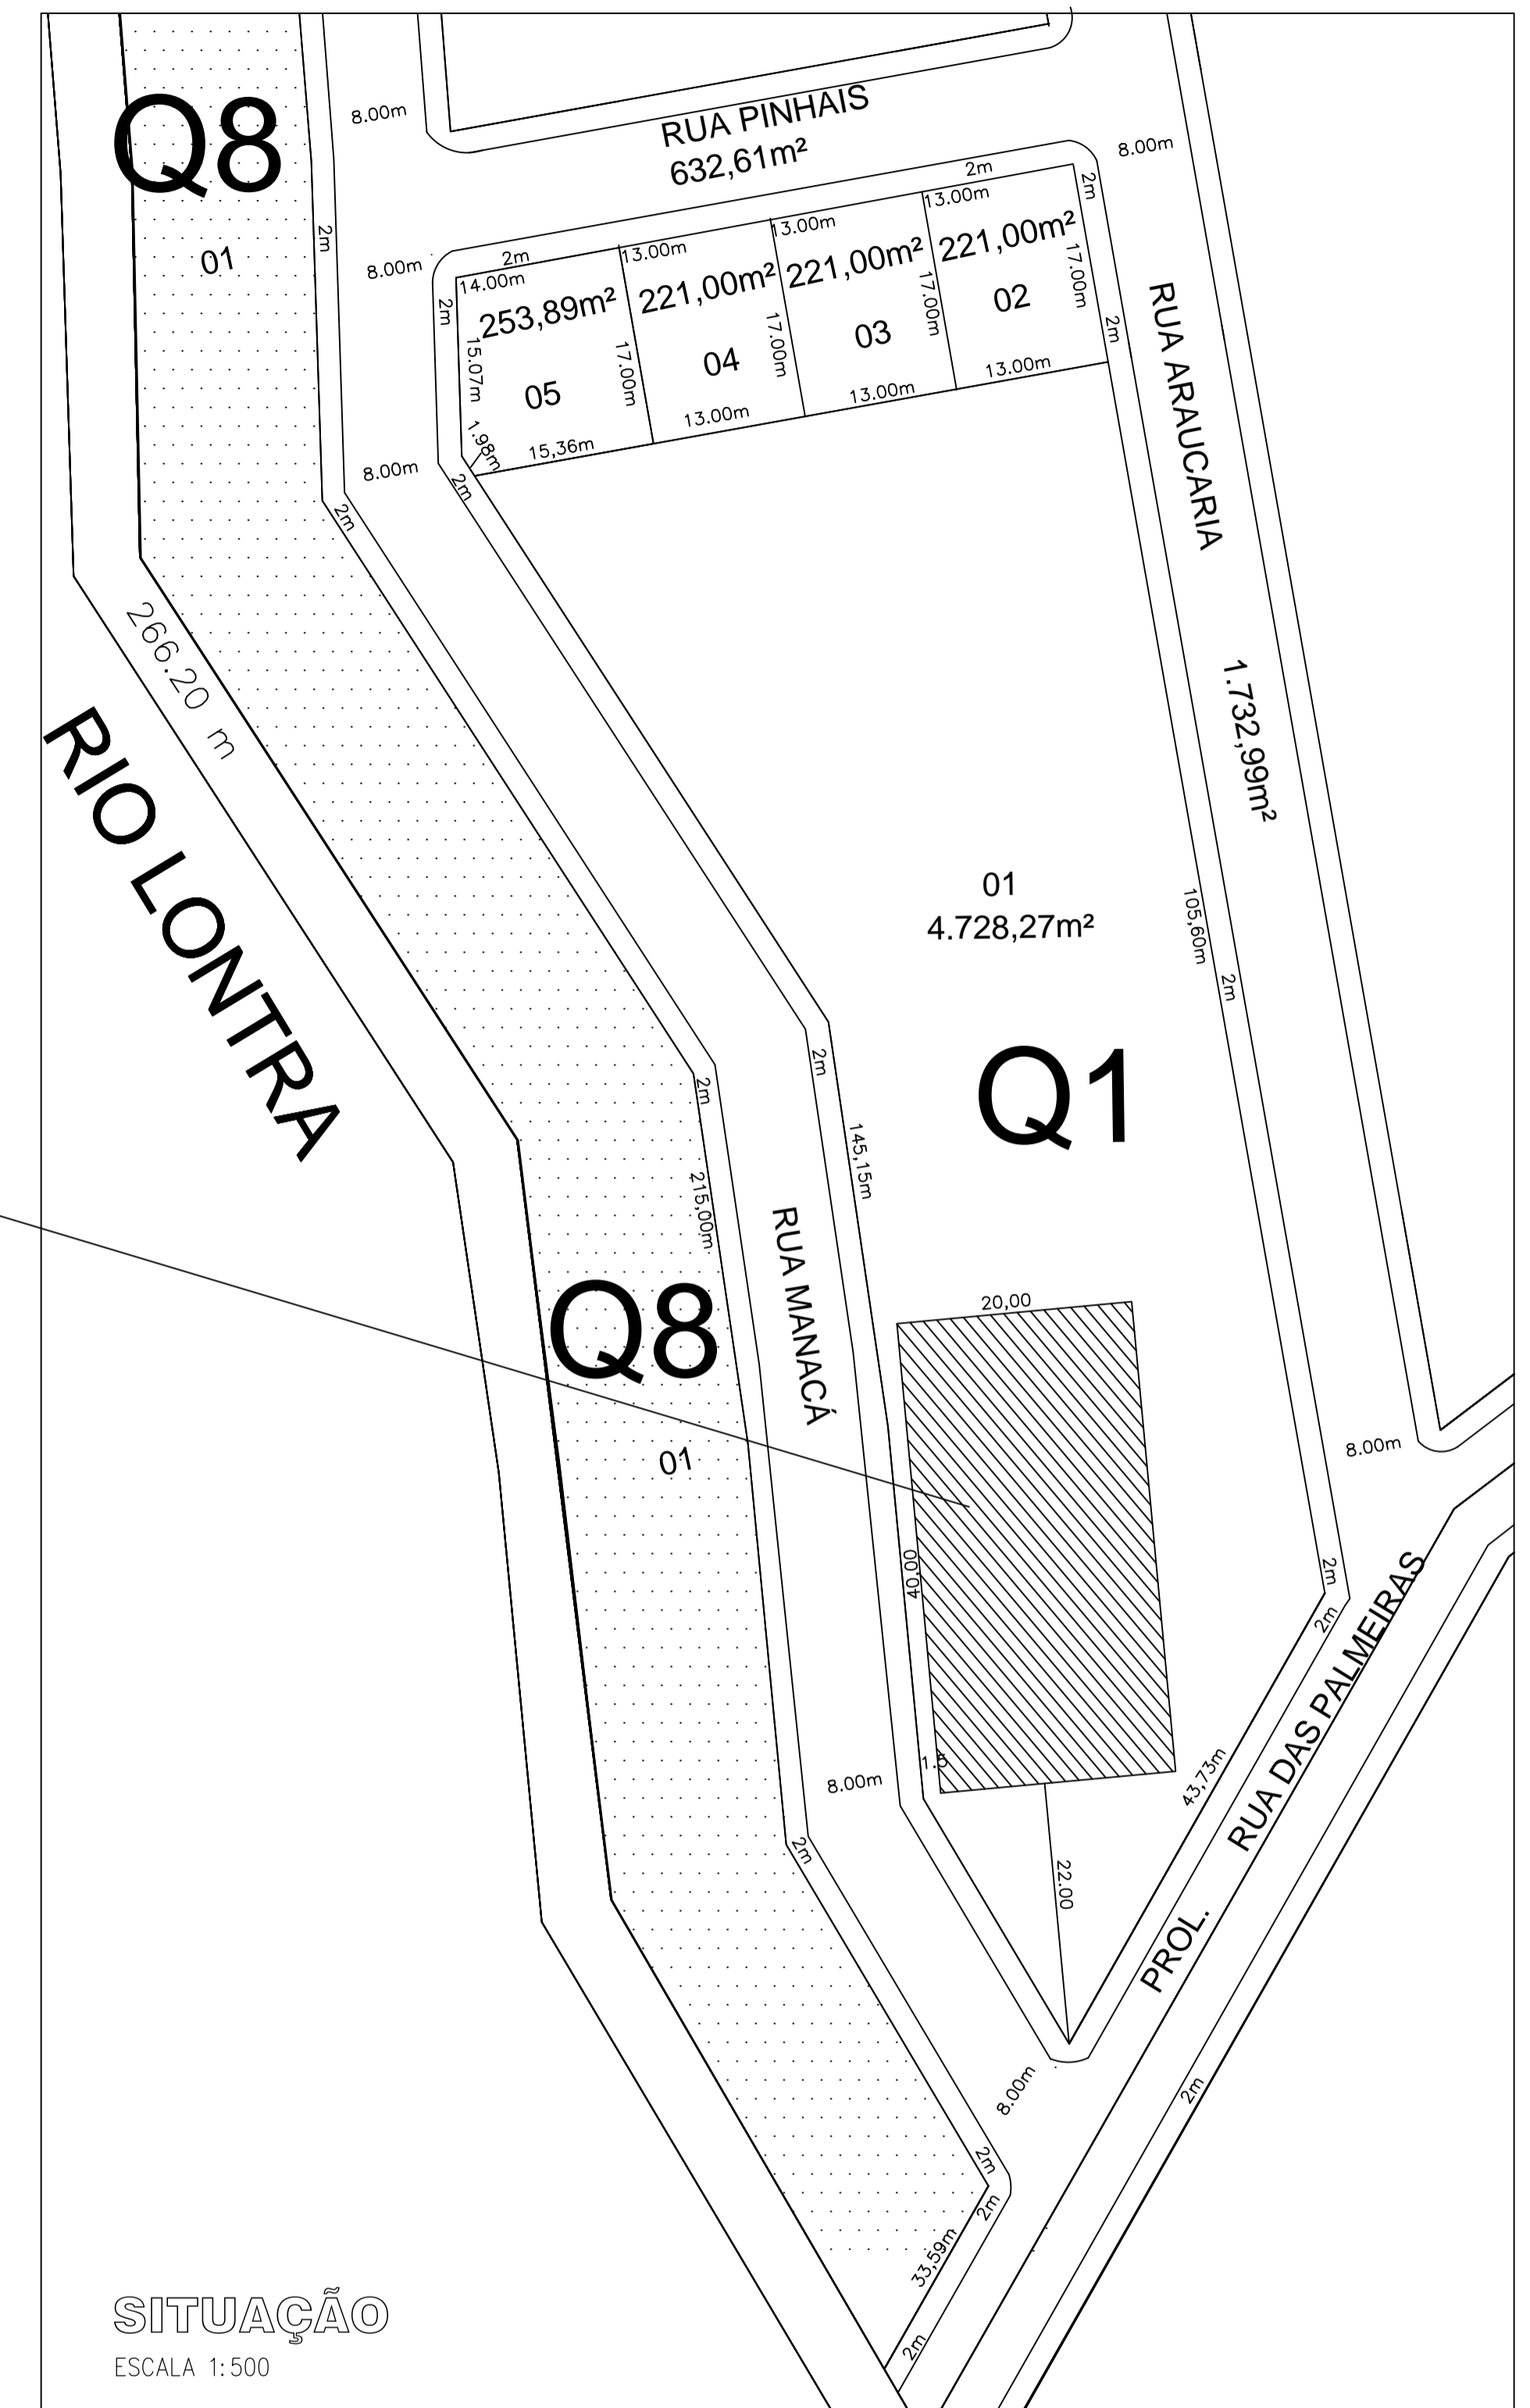 Q8
01
8.00m
RUA PINHAIS
632,61m²
8.00m
2m
2m
2m
8.00m
2m
13.00m
13.00m
13.00m
14.00m
2m
253,89m²
221,00m²
221,00m²
221,00m²
15.07m
17.00m
17.00m
17.00m
17.00m
05
04
03
02
2m
1.98m
15,36m
13.00m
13.00m
13.00m
8.00m
2m
2m
RUA ARAUCARIA
1.732,99m²
266.20 m
RIO LONTRA
01
4.728,27m²
105,60m
2m
Q1
2m
2m
145,15m
215,00m
RUA MANACÁ
Q8
01
20,00
40,00
1.5
22.00
8.00m
8.00m
2m
2m
2m
43,73m
PROL. RUA DAS PALMEIRAS
8.00m
2m
2m
2m
33,59m
2m
SITUAÇÃO
ESCALA 1:500